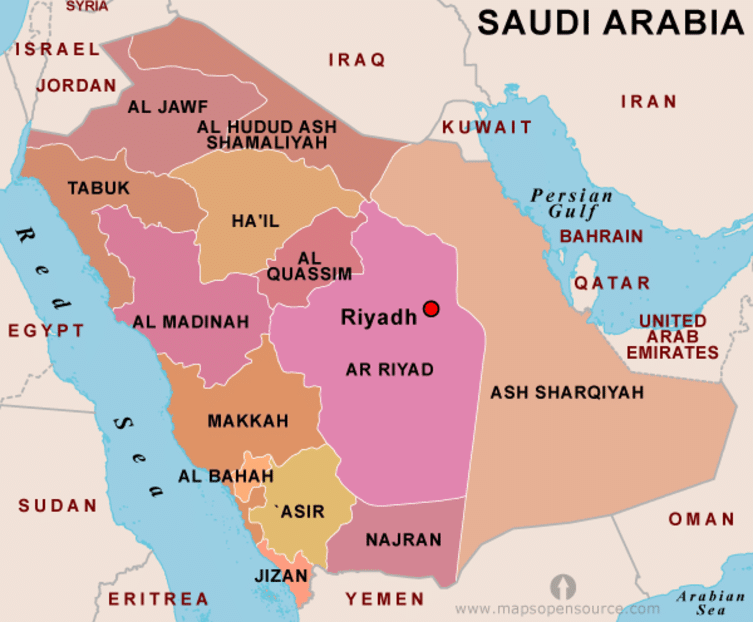 SYRIA
SAUDI ARABIA
ISRAEL
IRAQ
JORDAN
IRAN
AL JAWF
AL HUDUD ASH
SHAMALIYAH
KUWAIT
TABUK
Persian
Gulf
HA'IL
BAHRAIN
AL
QUASSIM
QATAR
Red
Sea
Riyadh
AL MADINAH
UNITED
ARAB
EMIRATES
EGYPT
AR RIYAD
ASH SHARQIYAH
MAKKAH
AL BAHAH
SUDAN
`ASIR
OMAN
NAJRAN
JIZAN
ERITREA
YEMEN
Arabian
Sea
www.mapsopensource.com